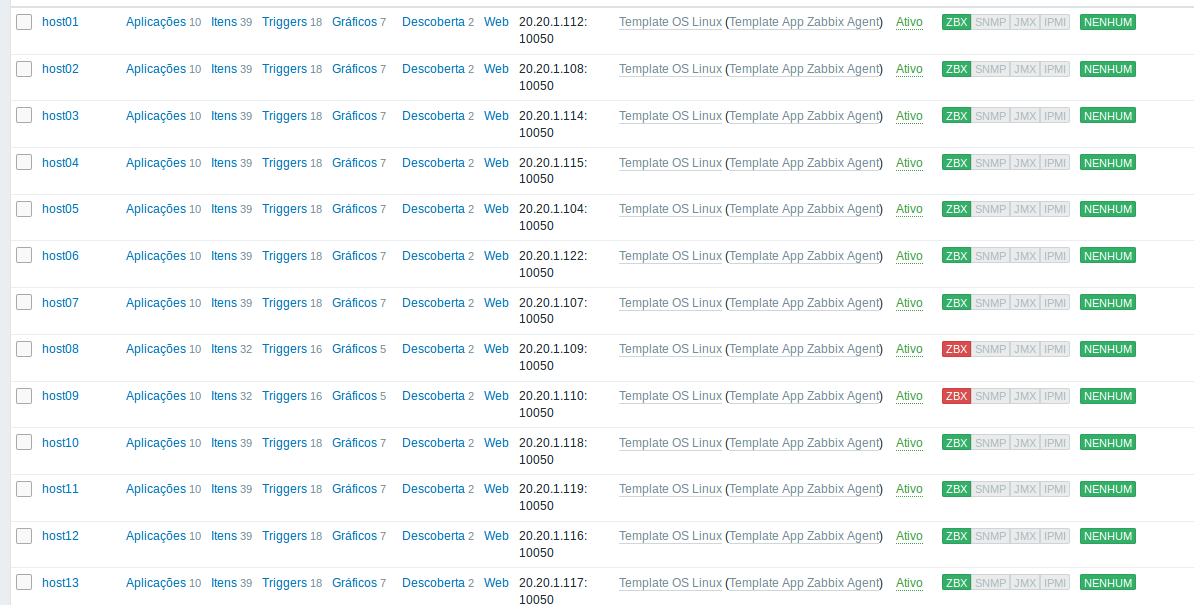 host01 Aplicações 10 Itens 39 Triggers 18 Gráficos 7 Descoberta 2 Web 20.20.1.112: Template OS Linux (Template App Zabbix Agent) Ativo ZBX SNMP JMX IPMI NENHUM
10050
host02 Aplicações 10 Itens 39 Triggers 18 Gráficos 7 Descoberta 2 Web 20.20.1.108: Template OS Linux (Template App Zabbix Agent) Ativo ZBX SNMP JMX IPMI NENHUM
10050
host03 Aplicações 10 Itens 39 Triggers 18 Gráficos 7 Descoberta 2 Web 20.20.1.114: Template OS Linux (Template App Zabbix Agent) Ativo ZBX SNMP JMX IPMI NENHUM
10050
host04 Aplicações 10 Itens 39 Triggers 18 Gráficos 7 Descoberta 2 Web 20.20.1.115: Template OS Linux (Template App Zabbix Agent) Ativo ZBX SNMP JMX IPMI NENHUM
10050
host05 Aplicações 10 Itens 39 Triggers 18 Gráficos 7 Descoberta 2 Web 20.20.1.104: Template OS Linux (Template App Zabbix Agent) Ativo ZBX SNMP JMX IPMI NENHUM
10050
host06 Aplicações 10 Itens 39 Triggers 18 Gráficos 7 Descoberta 2 Web 20.20.1.122: Template OS Linux (Template App Zabbix Agent) Ativo ZBX SNMP JMX IPMI NENHUM
10050
host07 Aplicações 10 Itens 39 Triggers 18 Gráficos 7 Descoberta 2 Web 20.20.1.107: Template OS Linux (Template App Zabbix Agent) Ativo ZBX SNMP JMX IPMI NENHUM
10050
host08 Aplicações 10 Itens 32 Triggers 16 Gráficos 5 Descoberta 2 Web 20.20.1.109: Template OS Linux (Template App Zabbix Agent) Ativo ZBX SNMP JMX IPMI NENHUM
10050
host09 Aplicações 10 Itens 32 Triggers 16 Gráficos 5 Descoberta 2 Web 20.20.1.110: Template OS Linux (Template App Zabbix Agent) Ativo ZBX SNMP JMX IPMI NENHUM
10050
host10 Aplicações 10 Itens 39 Triggers 18 Gráficos 7 Descoberta 2 Web 20.20.1.118: Template OS Linux (Template App Zabbix Agent) Ativo ZBX SNMP JMX IPMI NENHUM
10050
host11 Aplicações 10 Itens 39 Triggers 18 Gráficos 7 Descoberta 2 Web 20.20.1.119: Template OS Linux (Template App Zabbix Agent) Ativo ZBX SNMP JMX IPMI NENHUM
10050
host12 Aplicações 10 Itens 39 Triggers 18 Gráficos 7 Descoberta 2 Web 20.20.1.116: Template OS Linux (Template App Zabbix Agent) Ativo ZBX SNMP JMX IPMI NENHUM
10050
host13 Aplicações 10 Itens 39 Triggers 18 Gráficos 7 Descoberta 2 Web 20.20.1.117: Template OS Linux (Template App Zabbix Agent) Ativo ZBX SNMP JMX IPMI NENHUM
10050